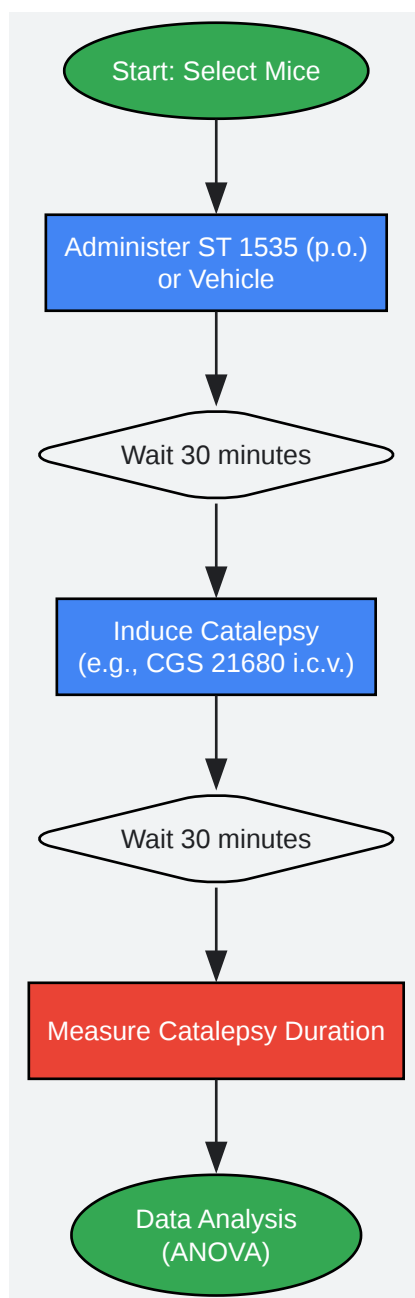 Start: Select Mice
Administer ST 1535 (p.o.)
or Vehicle
Wait 30 minutes
Induce Catalepsy
(e.g., CGS 21680 i.c.v.)
Wait 30 minutes
Measure Catalepsy Duration
Data Analysis
(ANOVA)